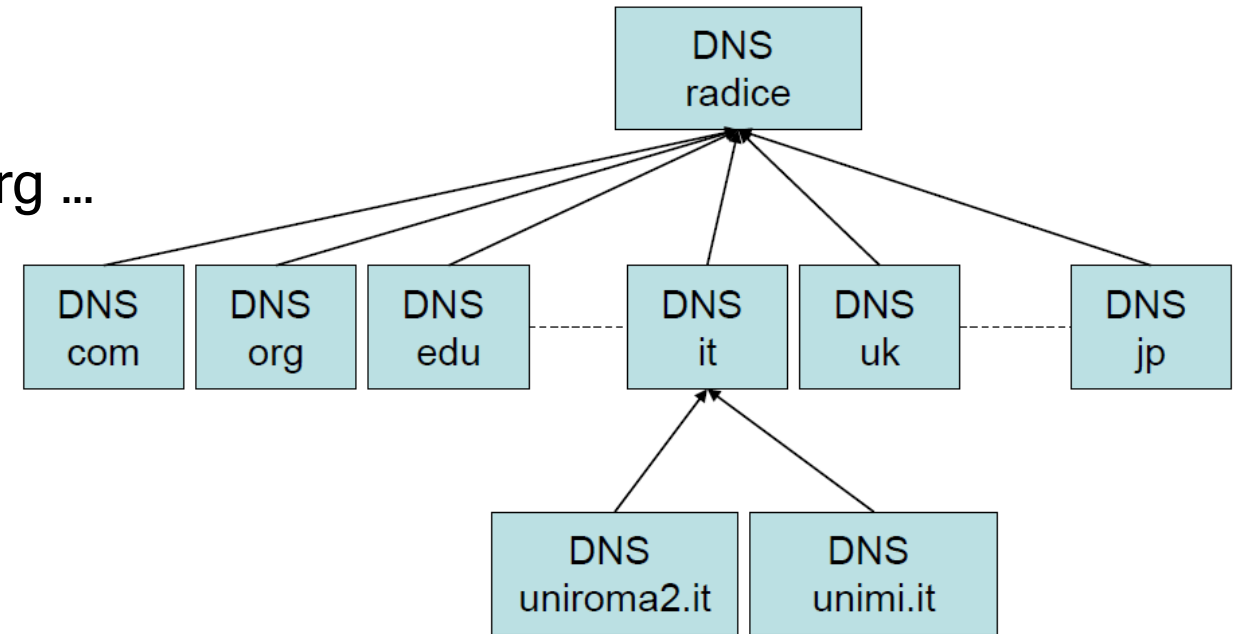 DNS
radice
rg ...
DNS
com
DNS
org
DNS
edu
DNS
it
DNS
uk
DNS
jp
DNS
uniroma2.it
DNS
unimi.it